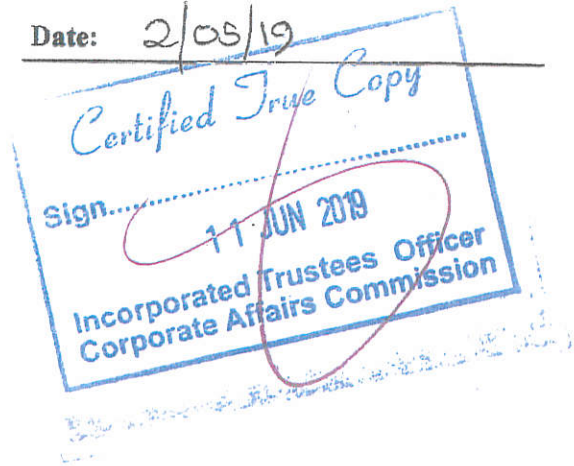 Date: 2/05/19
Certified True Copy
Sign.................................................
11 JUN 2019
Incorporated Trustees Officer
Corporate Affairs Commission